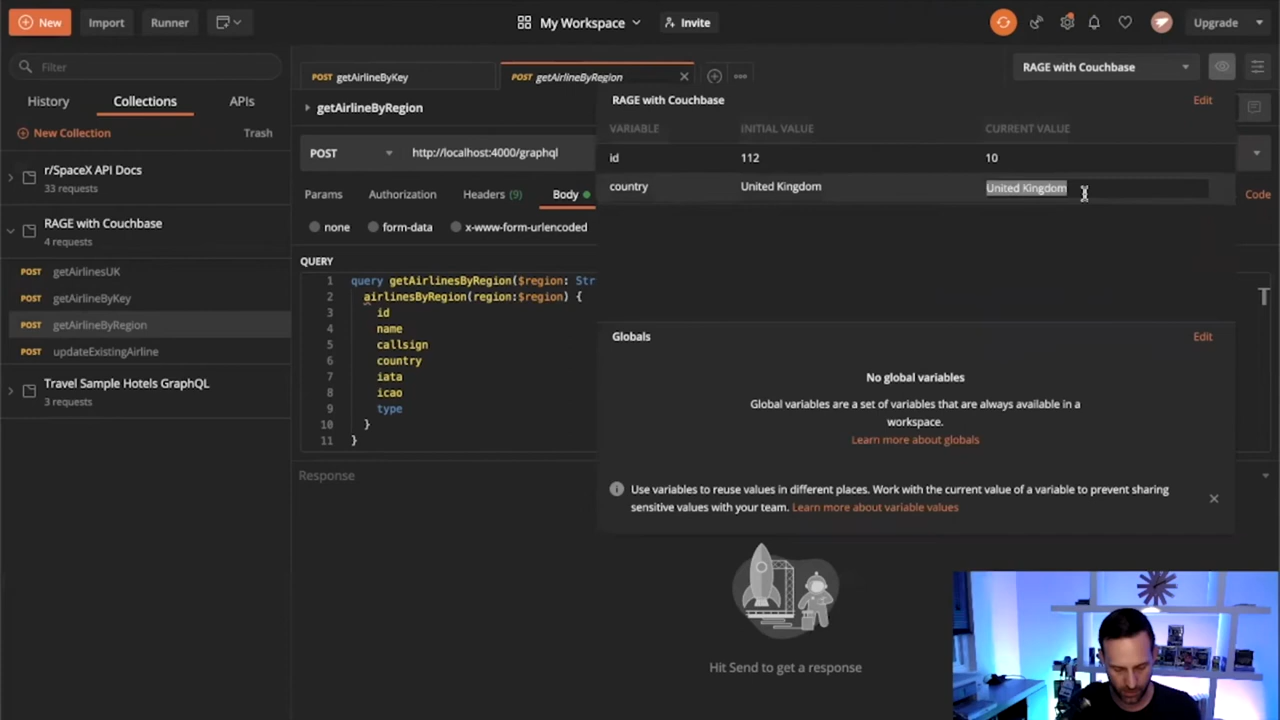 New
Import
Runner
My Workspace
Invite
Upgrade
Filter
History
Collections
APIs
New Collection
Trash
r/SpaceX API Docs
33 requests
RAGE with Couchbase
4 requests
POST getAirlinesUK
POST getAirlineByKey
POST getAirlineByRegion
POST updateExistingAirline
Travel Sample Hotels GraphQL
3 requests
POST getAirlineByKey
POST getAirlineByRegion
RAGE with Couchbase
getAirlineByRegion
POST
http://localhost:4000/graphql
Params
Authorization
Headers (9)
Body
Code
none
form-data
x-www-form-urlencoded
QUERY
1 query getAirlinesByRegion($region: Str
2 airlinesByRegion(region:$region) {
3 id
4 name
5 callsign
6 country
7 iata
8 icao
9 type
10 }
11 }
Response
RAGE with Couchbase
Edit
VARIABLE INITIAL VALUE CURRENT VALUE
id 112 10
country United Kingdom United Kingdom
Globals
Edit
No global variables
Global variables are a set of variables that are always available in a
workspace.
Learn more about globals
Use variables to reuse values in different places. Work with the current value of a variable to prevent sharing
sensitive values with your team. Learn more about variable values
Hit Send to get a response